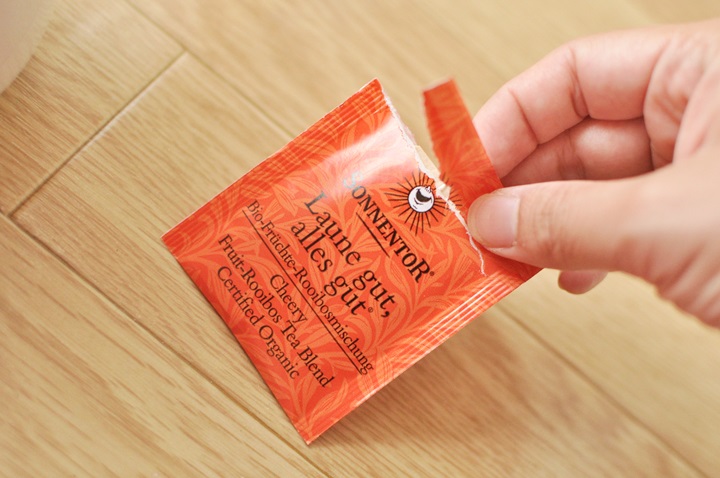 SONNENTOR®
Laune gut,
alles gut®
Bio-Früchte-Rooibosmischung
Cheery
Fruit-Rooibos Tea Blend
Certified Organic